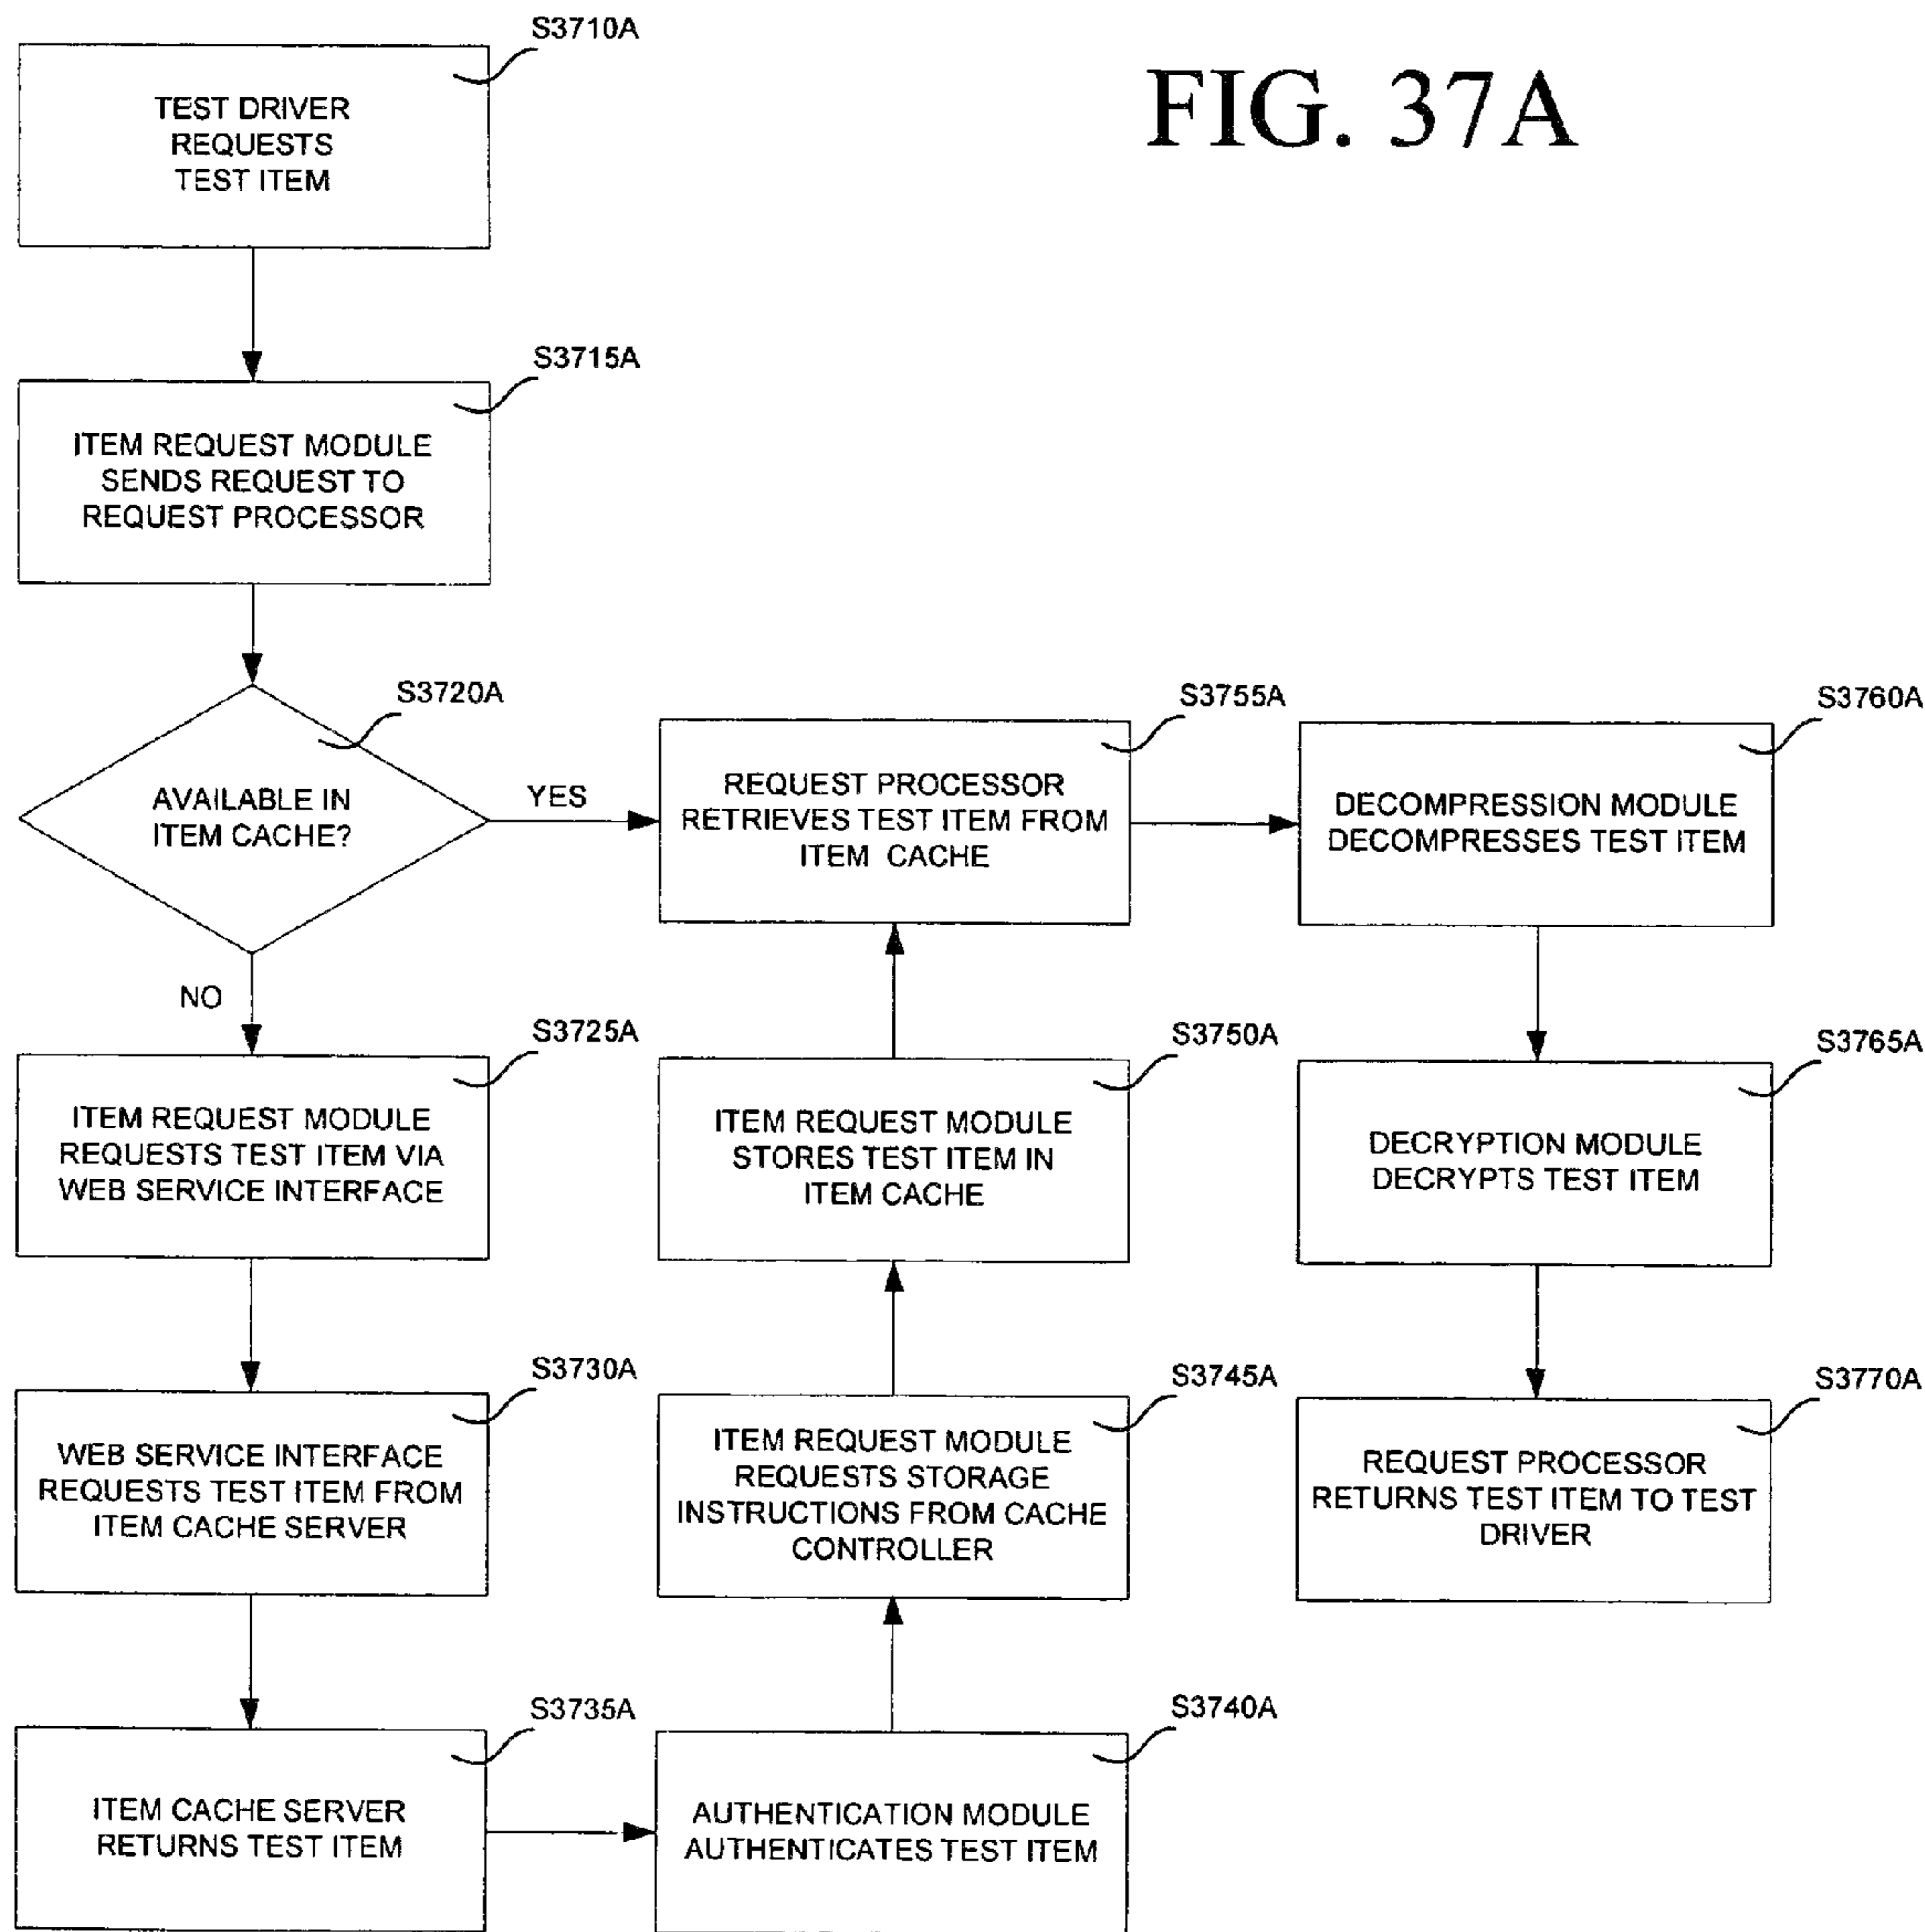 FIG. 37A
S3710A
TEST DRIVER
REQUESTS
TEST ITEM
S3715A
ITEM REQUEST MODULE
SENDS REQUEST TO
REQUEST PROCESSOR
S3720A
AVAILABLE IN
ITEM CACHE?
YES
NO
S3725A
ITEM REQUEST MODULE
REQUESTS TEST ITEM VIA
WEB SERVICE INTERFACE
S3730A
WEB SERVICE INTERFACE
REQUESTS TEST ITEM FROM
ITEM CACHE SERVER
S3735A
ITEM CACHE SERVER
RETURNS TEST ITEM
S3740A
AUTHENTICATION MODULE
AUTHENTICATES TEST ITEM
S3745A
ITEM REQUEST MODULE
REQUESTS STORAGE
INSTRUCTIONS FROM CACHE
CONTROLLER
S3750A
ITEM REQUEST MODULE
STORES TEST ITEM IN
ITEM CACHE
S3755A
REQUEST PROCESSOR
RETRIEVES TEST ITEM FROM
ITEM CACHE
S3760A
DECOMPRESSION MODULE
DECOMPRESSES TEST ITEM
S3765A
DECRYPTION MODULE
DECRYPTS TEST ITEM
S3770A
REQUEST PROCESSOR
RETURNS TEST ITEM TO TEST
DRIVER